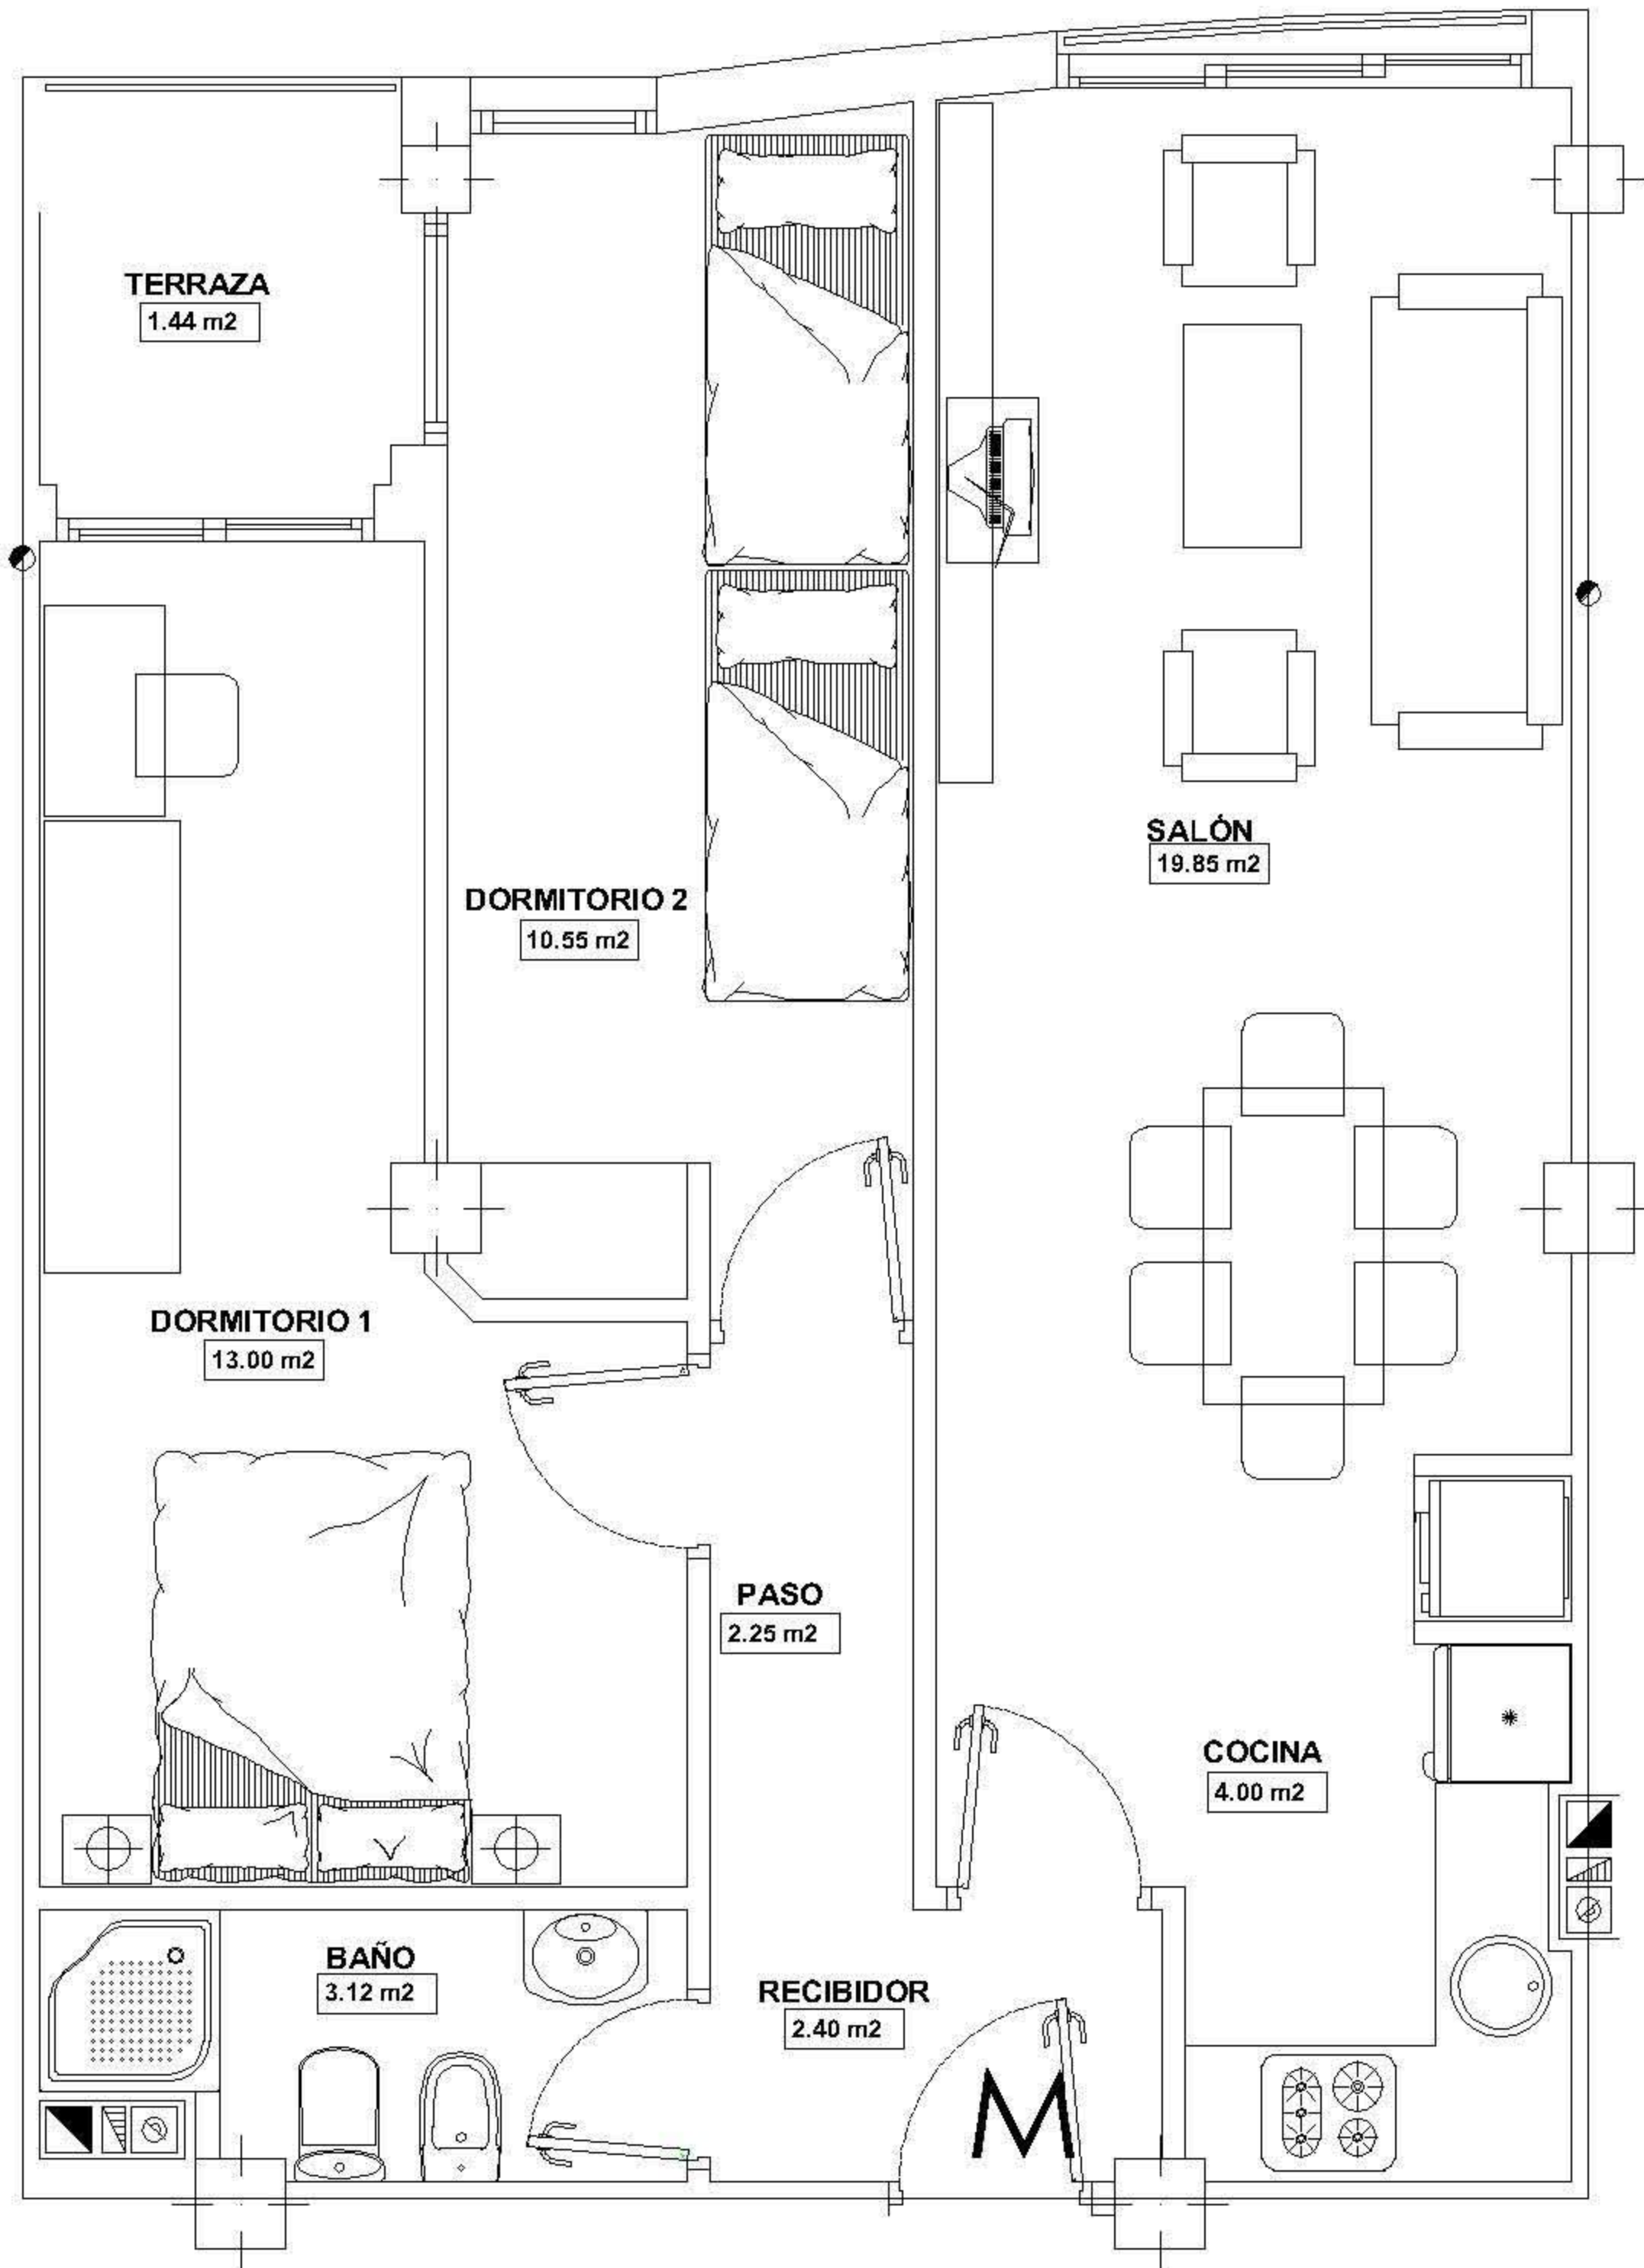 TERRAZA
1.44 m2
SALÓN
19.85 m2
DORMITORIO 2
10.55 m2
DORMITORIO 1
13.00 m2
PASO
2.25 m2
COCINA
4.00 m2
BAÑO
3.12 m2
RECIBIDOR
2.40 m2
M